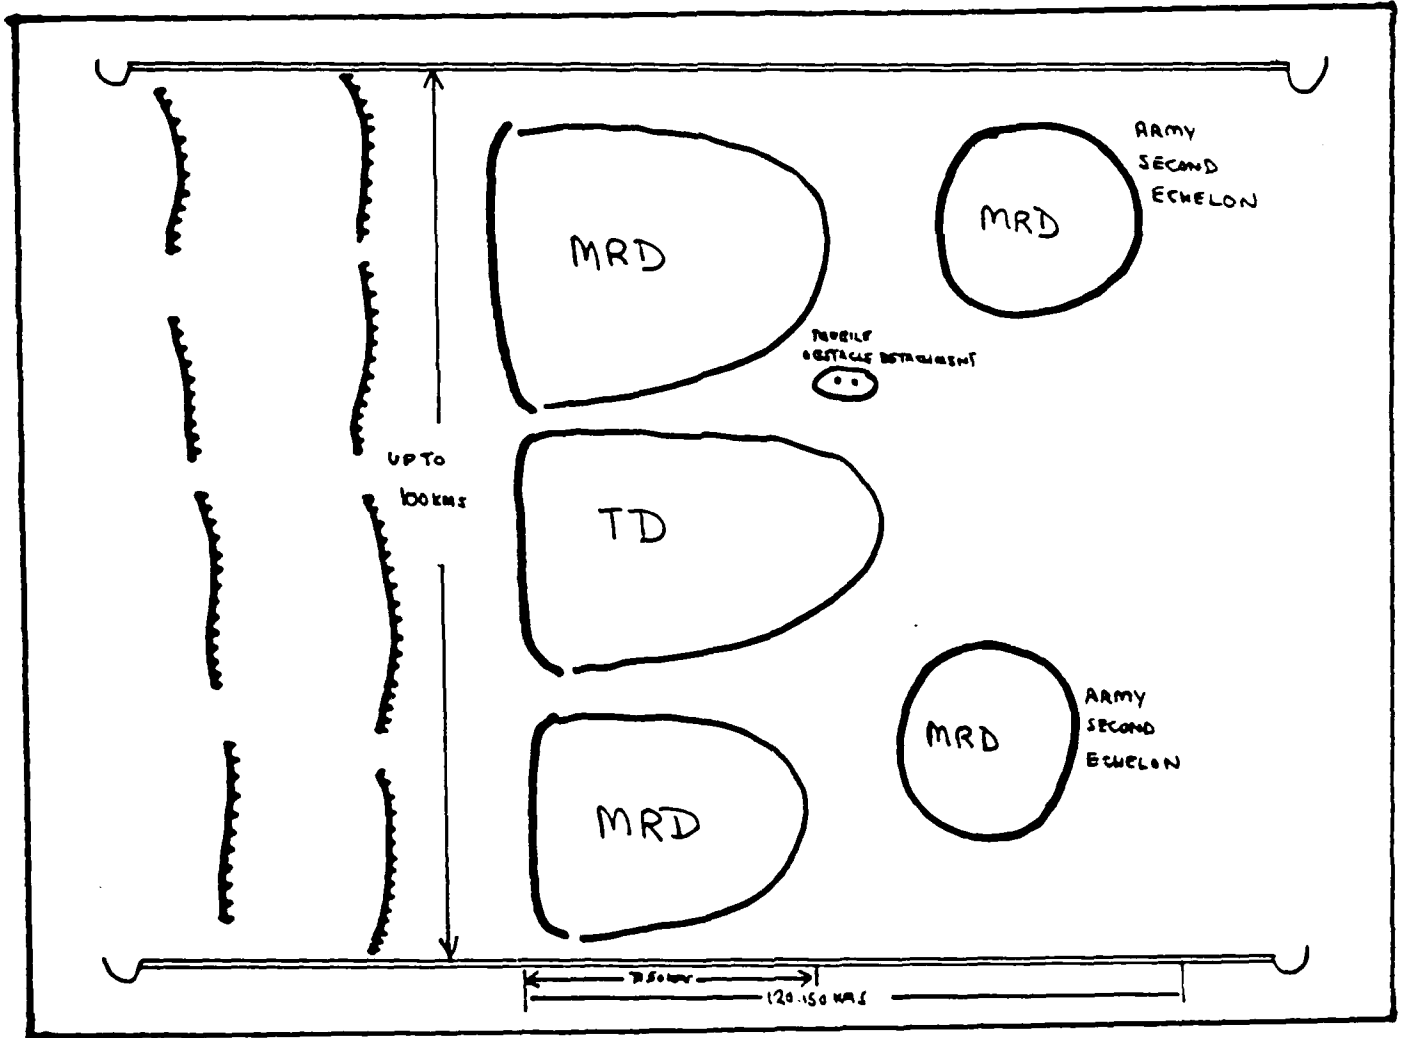 ARMY
SECOND
ECHELON
MRD
MRD
MOBILE
OBSTACLE DETACHMENT
UP TO
100 KMS
TD
ARMY
SECOND
ECHELON
MRD
MRD
120-150 KMS